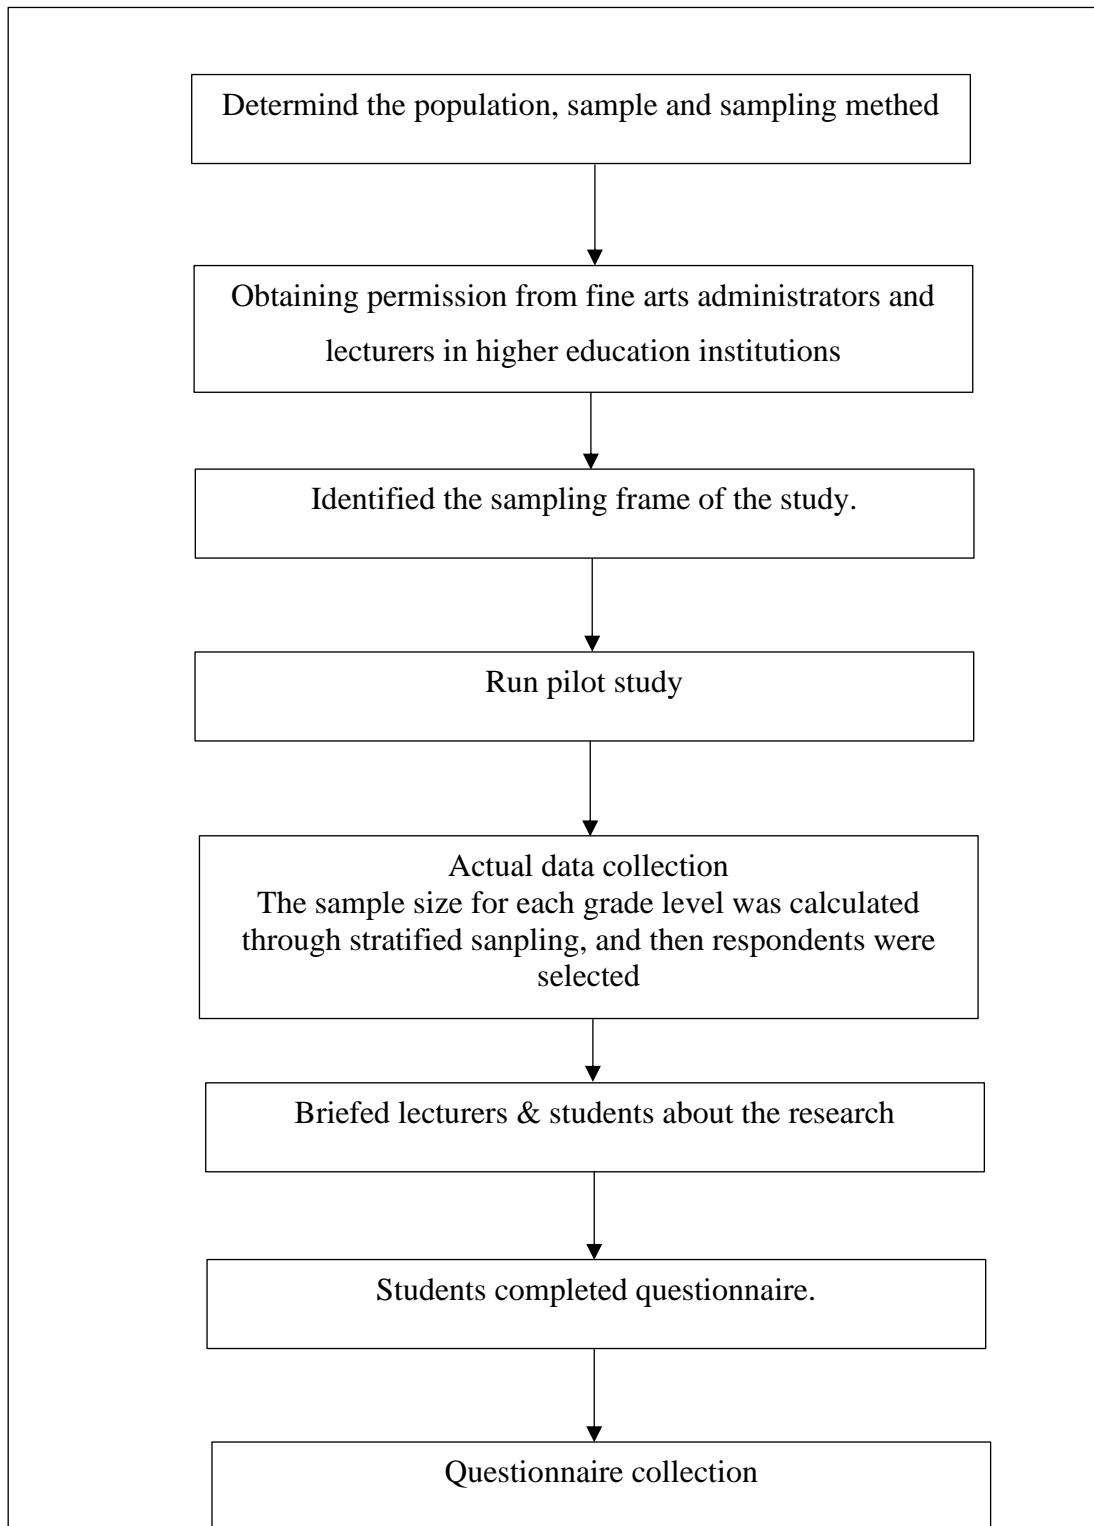 Determind the population, sample and sampling methed
Obtaining permission from fine arts administrators and
lecturers in higher education institutions
Identified the sampling frame of the study.
Run pilot study
Actual data collection
The sample size for each grade level was calculated
through stratified sanpling, and then respondents were
selected
Briefed lecturers & students about the research
Students completed questionnaire.
Questionnaire collection